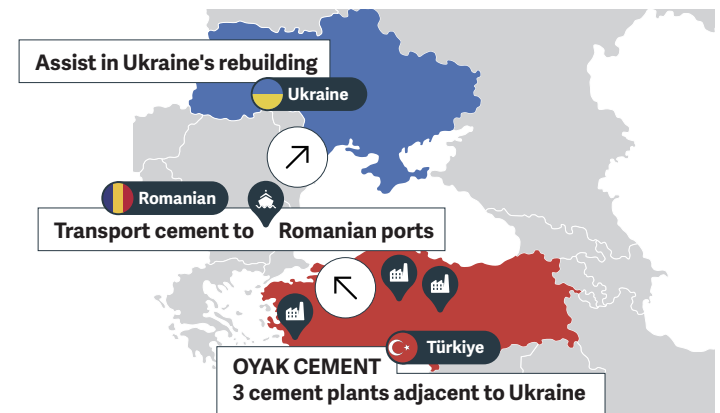 Assist in Ukraine's rebuilding
Ukraine
Romanian
Transport cement to Romanian ports
Türkiye
OYAK CEMENT
3 cement plants adjacent to Ukraine